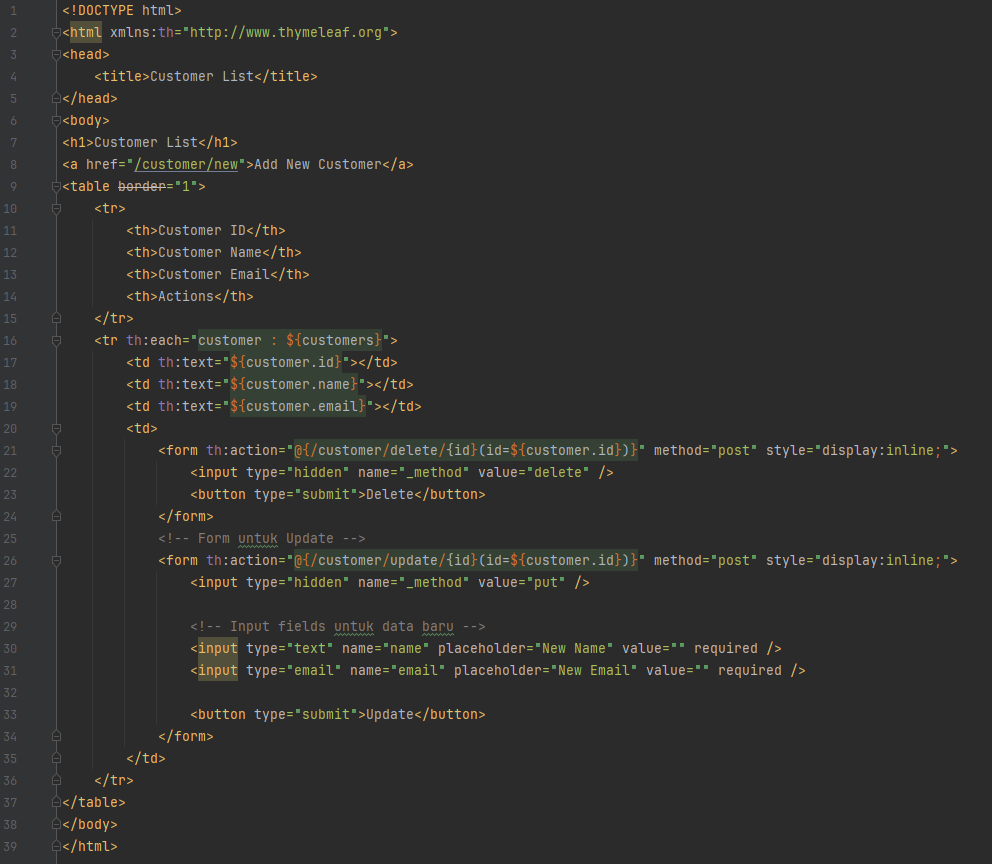 1 <!DOCTYPE html>
2 <html xmlns:th="http://www.thymeleaf.org">
3 <head>
4     <title>Customer List</title>
5 </head>
6 <body>
7 <h1>Customer List</h1>
8 <a href="/customer/new">Add New Customer</a>
9 <table border="1">
10     <tr>
11         <th>Customer ID</th>
12         <th>Customer Name</th>
13         <th>Customer Email</th>
14         <th>Actions</th>
15     </tr>
16     <tr th:each="customer : ${customers}">
17         <td th:text="${customer.id}"></td>
18         <td th:text="${customer.name}"></td>
19         <td th:text="${customer.email}"></td>
20         <td>
21             <form th:action="@{/customer/delete/{id}(id=${customer.id})}" method="post" style="display:inline;">
22                 <input type="hidden" name="_method" value="delete" />
23                 <button type="submit">Delete</button>
24             </form>
25             <!-- Form untuk Update -->
26             <form th:action="@{/customer/update/{id}(id=${customer.id})}" method="post" style="display:inline;">
27                 <input type="hidden" name="_method" value="put" />
28
29                 <!-- Input fields untuk data baru -->
30                 <input type="text" name="name" placeholder="New Name" value="" required />
31                 <input type="email" name="email" placeholder="New Email" value="" required />
32
33                 <button type="submit">Update</button>
34             </form>
35         </td>
36     </tr>
37 </table>
38 </body>
39 </html>